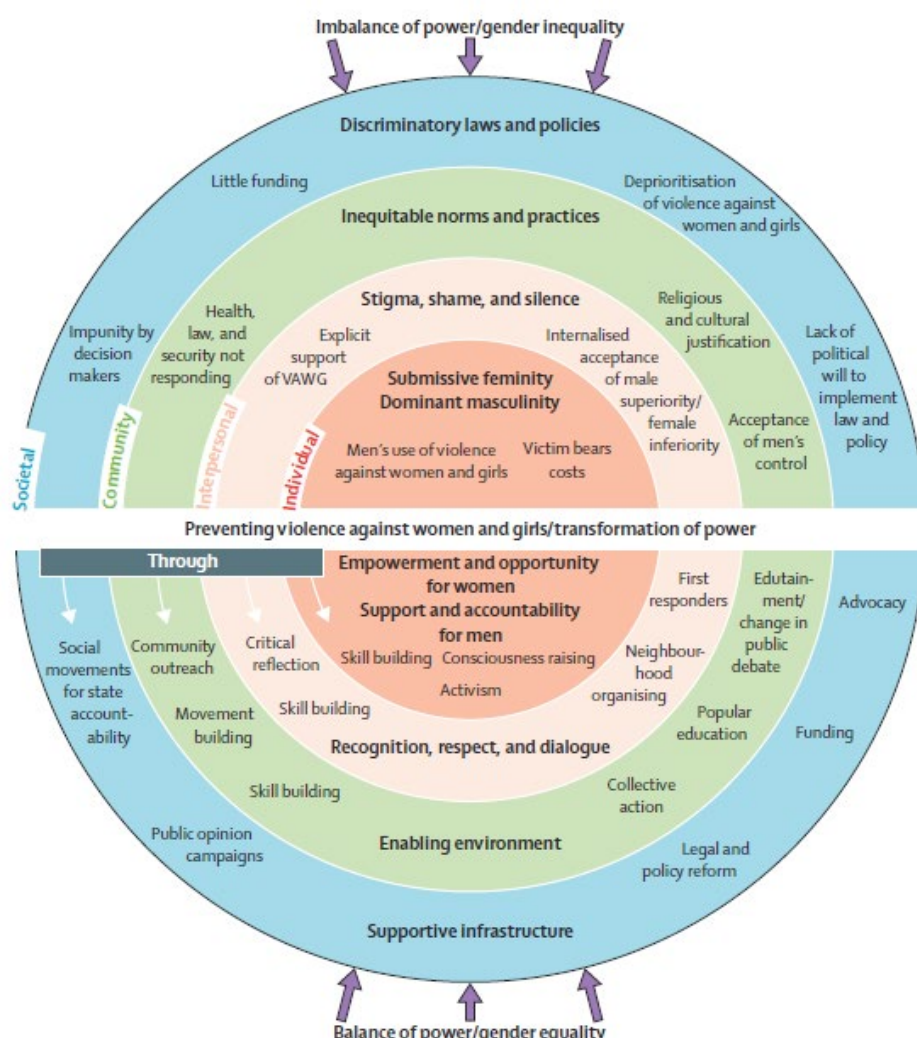 Imbalance of power/gender inequality
Discriminatory laws and policies
Little funding
Deprioritisation
of violence against
women and girls
Inequitable norms and practices
Stigma, shame, and silence
Health,
law, and
security not
responding
Explicit
support
of VAWG
Internalised
acceptance
of male
superiority/
female
inferiority
Religious
and cultural
justification
Impunity by
decision
makers
Lack of
political
will to
implement
law and
policy
Submissive feminity
Dominant masculinity
Men's use of violence
against women and girls
Victim bears
costs
Acceptance
of men's
control
Societal
Community
Interpersonal
Individual
Preventing violence against women and girls/transformation of power
Through
Empowerment and opportunity
for women
Support and accountability
for men
Skill building
Consciousness raising
Activism
First
responders
Edutain-
ment/
change in
public
debate
Advocacy
Social
movements
for state
account-
ability
Community
outreach
Critical
reflection
Neighbour-
hood
organising
Skill building
Movement
building
Popular
education
Funding
Recognition, respect, and dialogue
Skill building
Collective
action
Public opinion
campaigns
Enabling environment
Legal and
policy reform
Supportive infrastructure
Balance of power/gender equality